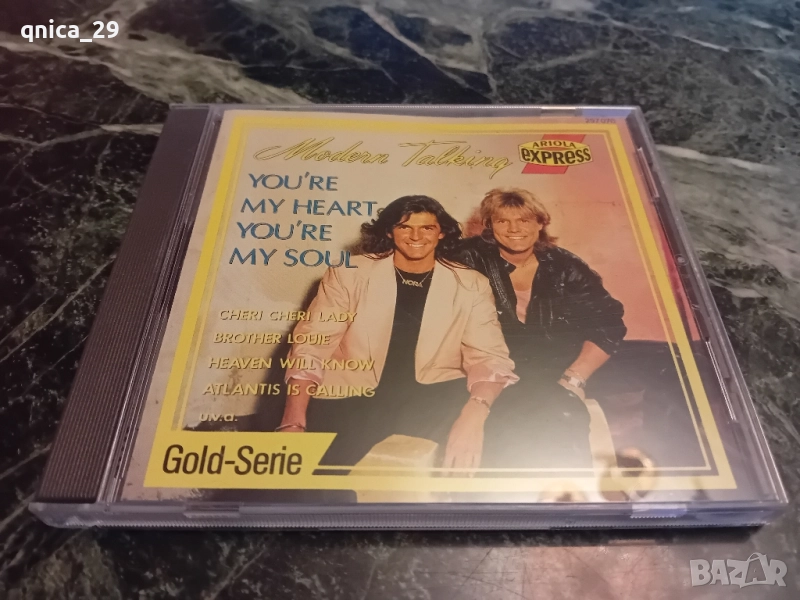 qnica_29
Modern Talking
ARIOLA
EXPRESS
YOU'RE
MY HEART,
YOU'RE
MY SOUL
NORA
CHERI CHERI LADY
BROTHER LOUIE
HEAVEN WILL KNOW
ATLANTIS IS CALLING
u.v.a.
Gold-Serie
BAZAR